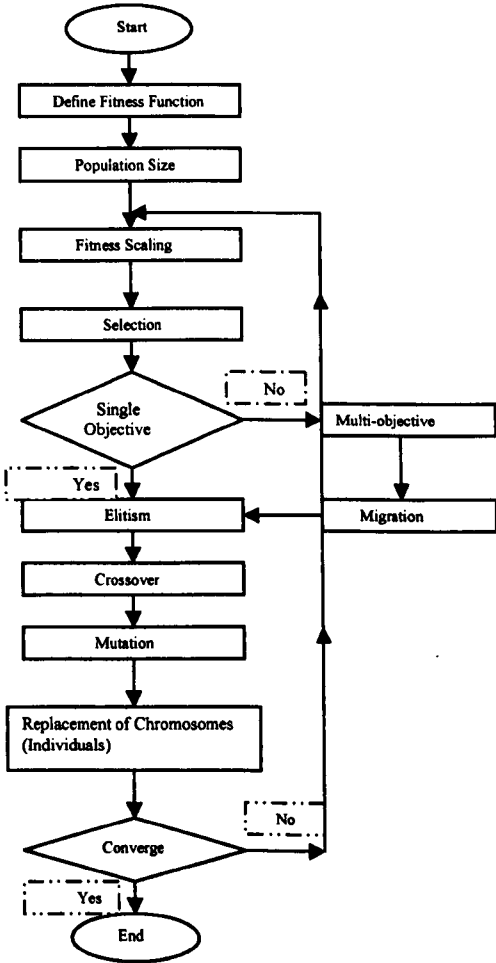 Start
Define Fitness Function
Population Size
Fitness Scaling
Selection
No
Single
Objective
Multi-objective
Yes
Elitism
Migration
Crossover
Mutation
Replacement of Chromosomes
(Individuals)
No
Converge
Yes
End